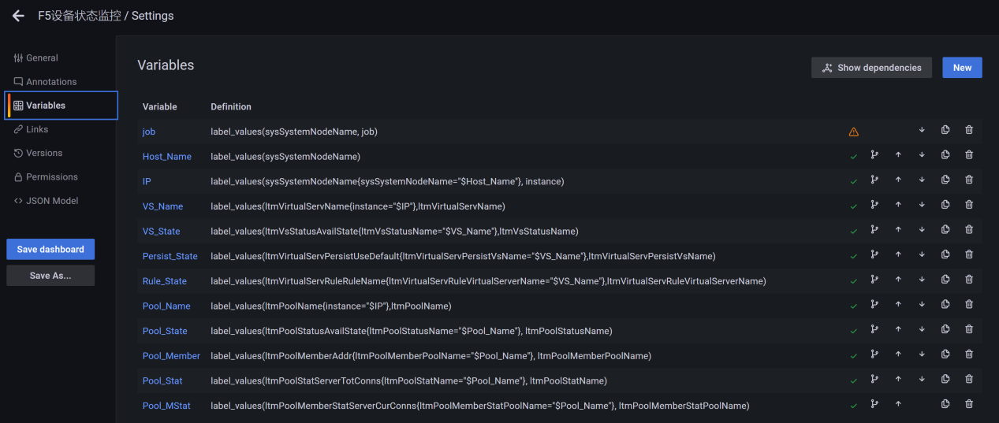 F5设备状态监控 / Settings
General
Annotations
Variables
Links
Versions
Permissions
JSON Model
Save dashboard
Save As...
Variables
Show dependencies
New
Variable Definition
job label_values(sysSystemNodeName, job)
Host_Name label_values(sysSystemNodeName)
IP label_values(sysSystemNodeName{sysSystemNodeName="$Host_Name"}, instance)
VS_Name label_values(ltmVirtualServName{instance="$IP"},ltmVirtualServName)
VS_State label_values(ltmVsStatusAvailState{ltmVsStatusName="$VS_Name"},ltmVsStatusName)
Persist_State label_values(ltmVirtualServPersistUseDefault{ltmVirtualServPersistVsName="$VS_Name"},ltmVirtualServPersistVsName)
Rule_State label_values(ltmVirtualServRuleRuleName{ltmVirtualServRuleVirtualServerName="$VS_Name"},ltmVirtualServRuleVirtualServerName)
Pool_Name label_values(ltmPoolName{instance="$IP"},ltmPoolName)
Pool_State label_values(ltmPoolStatusAvailState{ltmPoolStatusName="$Pool_Name"}, ltmPoolStatusName)
Pool_Member label_values(ltmPoolMemberAddr{ltmPoolMemberPoolName="$Pool_Name"}, ltmPoolMemberPoolName)
Pool_Stat label_values(ltmPoolStatServerTotConns{ltmPoolStatName="$Pool_Name"}, ltmPoolStatName)
Pool_MStat label_values(ltmPoolMemberStatServerCurConns{ltmPoolMemberStatPoolName="$Pool_Name"}, ltmPoolMemberStatPoolName)